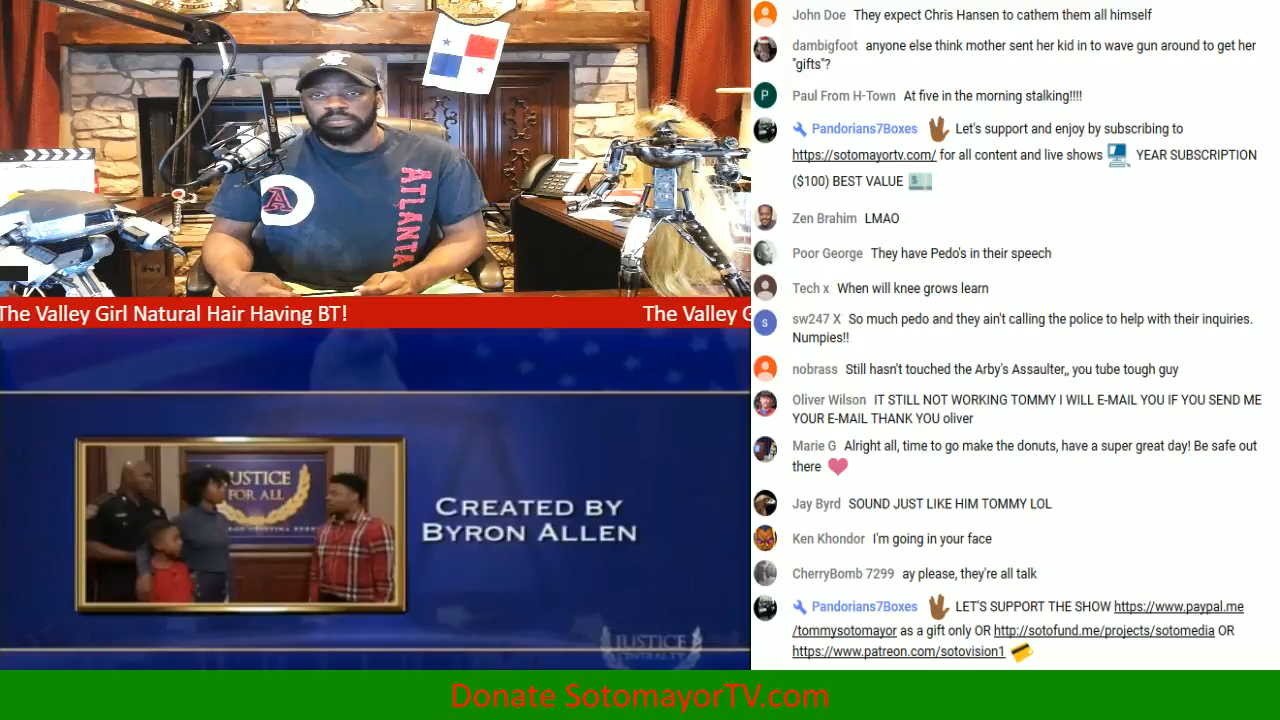 A
ATLANTA
The Valley Girl Natural Hair Having BT!
The Valley G
JUSTICE
FOR ALL
CREATED BY
BYRON ALLEN
JUSTICE
CENTRAL.TV
John Doe They expect Chris Hansen to cathem them all himself
dambigfoot anyone else think mother sent her kid in to wave gun around to get her
"gifts"?
P
Paul From H-Town At five in the morning stalking!!!!
Pandorians7Boxes Let's support and enjoy by subscribing to
https://sotomayortv.com/ for all content and live shows YEAR SUBSCRIPTION
($100) BEST VALUE
Zen Brahim LMAO
Poor George They have Pedo's in their speech
Tech x When will knee grows learn
s
sw247 X So much pedo and they ain't calling the police to help with their inquiries.
Numpies!!
nobrass Still hasn't touched the Arby's Assaulter,, you tube tough guy
Oliver Wilson IT STILL NOT WORKING TOMMY I WILL E-MAIL YOU IF YOU SEND ME
YOUR E-MAIL THANK YOU oliver
Marie G Alright all, time to go make the donuts, have a super great day! Be safe out
there
Jay Byrd SOUND JUST LIKE HIM TOMMY LOL
Ken Khondor I'm going in your face
CherryBomb 7299 ay please, they're all talk
Pandorians7Boxes LET'S SUPPORT THE SHOW https://www.paypal.me
/tommysotomayor as a gift only OR http://sotofund.me/projects/sotomedia OR
https://www.patreon.com/sotovision1
Donate SotomayorTV.com